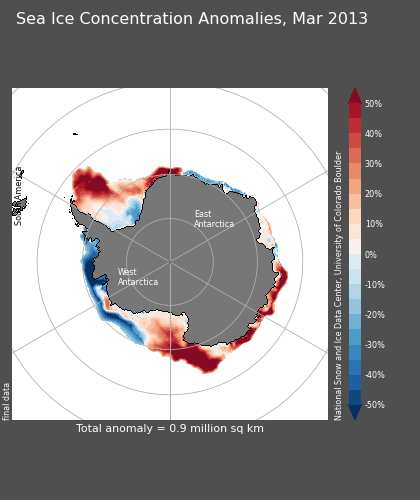 Sea Ice Concentration Anomalies, Mar 2013
South America
East
Antarctica
West
Antarctica
50%
40%
30%
20%
10%
0%
-10%
-20%
-30%
-40%
-50%
National Snow and Ice Data Center, University of Colorado Boulder
final data
Total anomaly = 0.9 million sq km